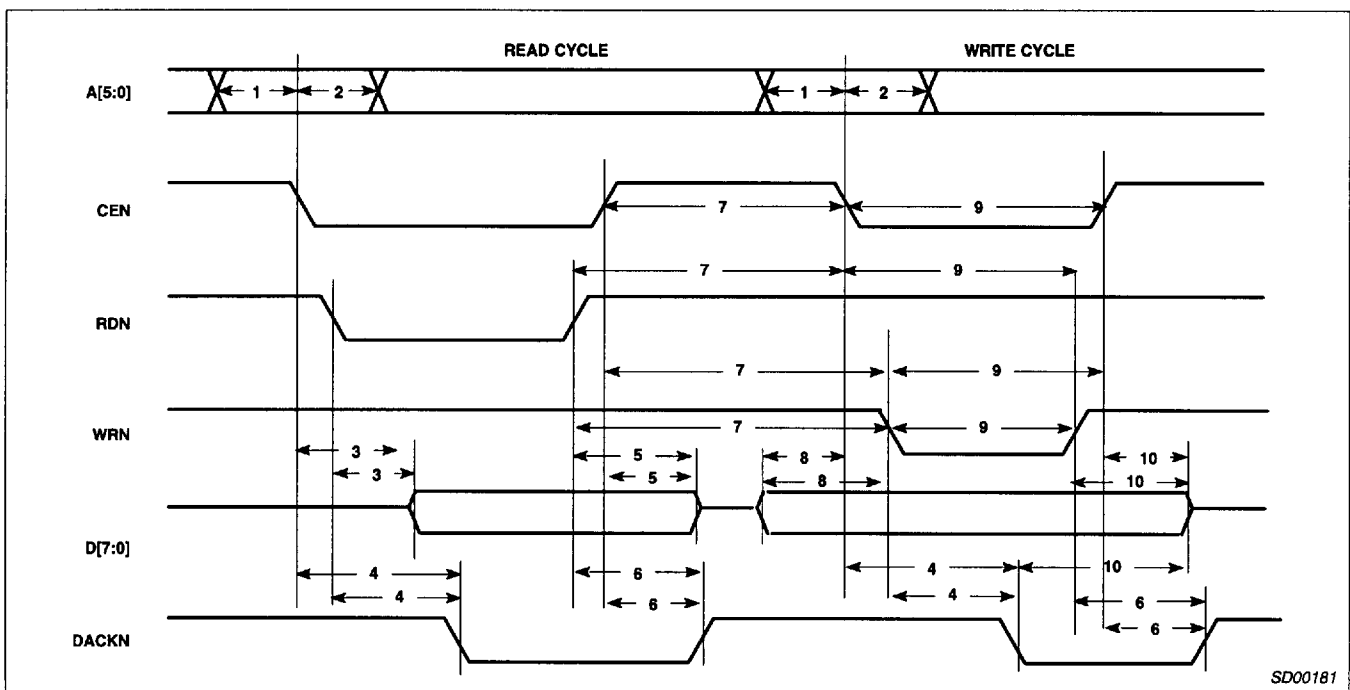 READ CYCLE WRITE CYCLE
A[5:0] 1 2 1 2
CEN 7 9
7 9
RDN
7 9
WRN 7 9
3 5 8 10
3 5 8 10
D[7:0]
4 6 4 10
4 6 4 6
6
DACKN
SD00181